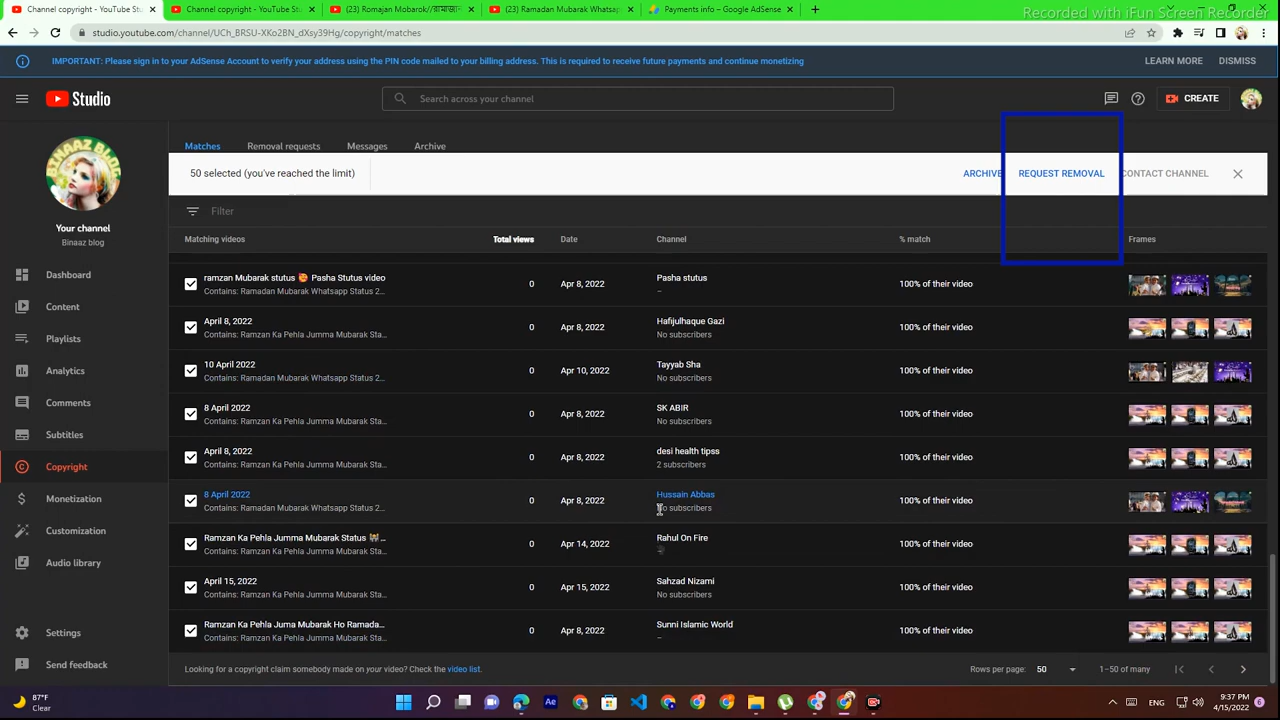 Channel copyright - YouTube Stu
Channel copyright - YouTube Stu
(23) Romajan Mobarok//
(23) Ramadan Mubarak Whatsapp
Payments info – Google AdSense
Recorded with iFun Screen Recorder
studio.youtube.com/channel/UCh_BRSU-XKo2BN_dXsy39Hg/copyright/matches
IMPORTANT: Please sign in to your AdSense Account to verify your address using the PIN code mailed to your billing address. This is required to receive future payments and continue monetizing
LEARN MORE
DISMISS
Studio
Search across your channel
CREATE
BINAAZ BLOG
Your channel
Binaaz blog
Dashboard
Content
Playlists
Analytics
Comments
Subtitles
Copyright
Monetization
Customization
Audio library
Settings
Send feedback
Matches Removal requests Messages Archive
50 selected (you've reached the limit)
ARCHIVE REQUEST REMOVAL CONTACT CHANNEL
Filter
Matching videos Total views Date Channel % match Frames
ramzan Mubarak stutus 🥰 Pasha Stutus video 0 Apr 8, 2022 Pasha stutus 100% of their video
Contains: Ramadan Mubarak Whatsapp Status 2... –
April 8, 2022 0 Apr 8, 2022 Hafijulhaque Gazi 100% of their video
Contains: Ramzan Ka Pehla Jumma Mubarak Sta... No subscribers
10 April 2022 0 Apr 10, 2022 Tayyab Sha 100% of their video
Contains: Ramadan Mubarak Whatsapp Status 2... No subscribers
8 April 2022 0 Apr 8, 2022 SK ABIR 100% of their video
Contains: Ramzan Ka Pehla Jumma Mubarak Sta... No subscribers
April 8, 2022 0 Apr 8, 2022 desi health tipss 100% of their video
Contains: Ramzan Ka Pehla Jumma Mubarak Sta... 2 subscribers
8 April 2022 0 Apr 8, 2022 Hussain Abbas 100% of their video
Contains: Ramadan Mubarak Whatsapp Status 2... No subscribers
Ramzan Ka Pehla Jumma Mubarak Status ... 0 Apr 14, 2022 Rahul On Fire 100% of their video
Contains: Ramzan Ka Pehla Jumma Mubarak Sta... –
April 15, 2022 0 Apr 15, 2022 Sahzad Nizami 100% of their video
Contains: Ramzan Ka Pehla Jumma Mubarak Sta... No subscribers
Ramzan Ka Pehla Juma Mubarak Ho Ramada... 0 Apr 8, 2022 Sunni Islamic World 100% of their video
Contains: Ramzan Ka Pehla Jumma Mubarak Sta... –
Looking for a copyright claim somebody made on your video? Check the video list.
Rows per page: 50 1–50 of many
87°F
Clear
Ae
ENG
9:37 PM
4/15/2022